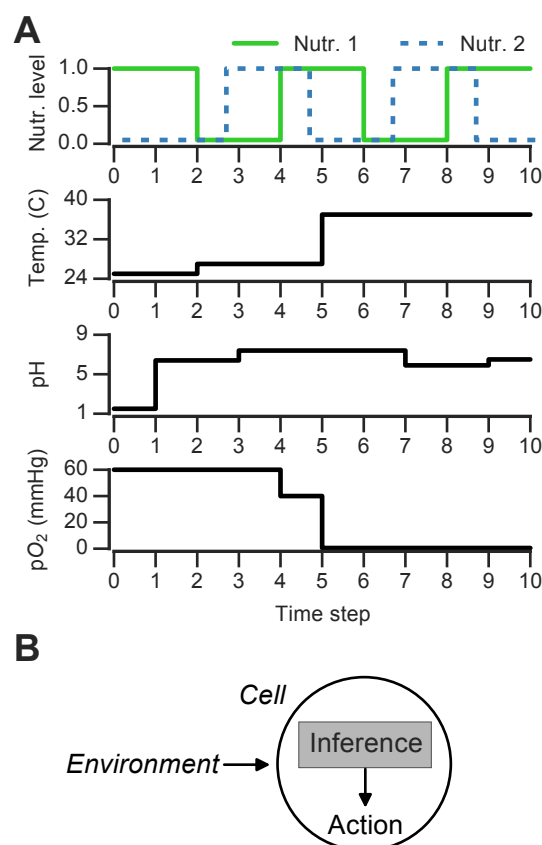 A
Nutr. 1
Nutr. 2
Nutr. level
1.0
0.5
0.0
0 1 2 3 4 5 6 7 8 9 10
Temp. (C)
40
32
24
0 1 2 3 4 5 6 7 8 9 10
pH
9
5
1
0 1 2 3 4 5 6 7 8 9 10
pO₂ (mmHg)
60
40
20
0
0 1 2 3 4 5 6 7 8 9 10
Time step
B
Cell
Inference
Environment
Action